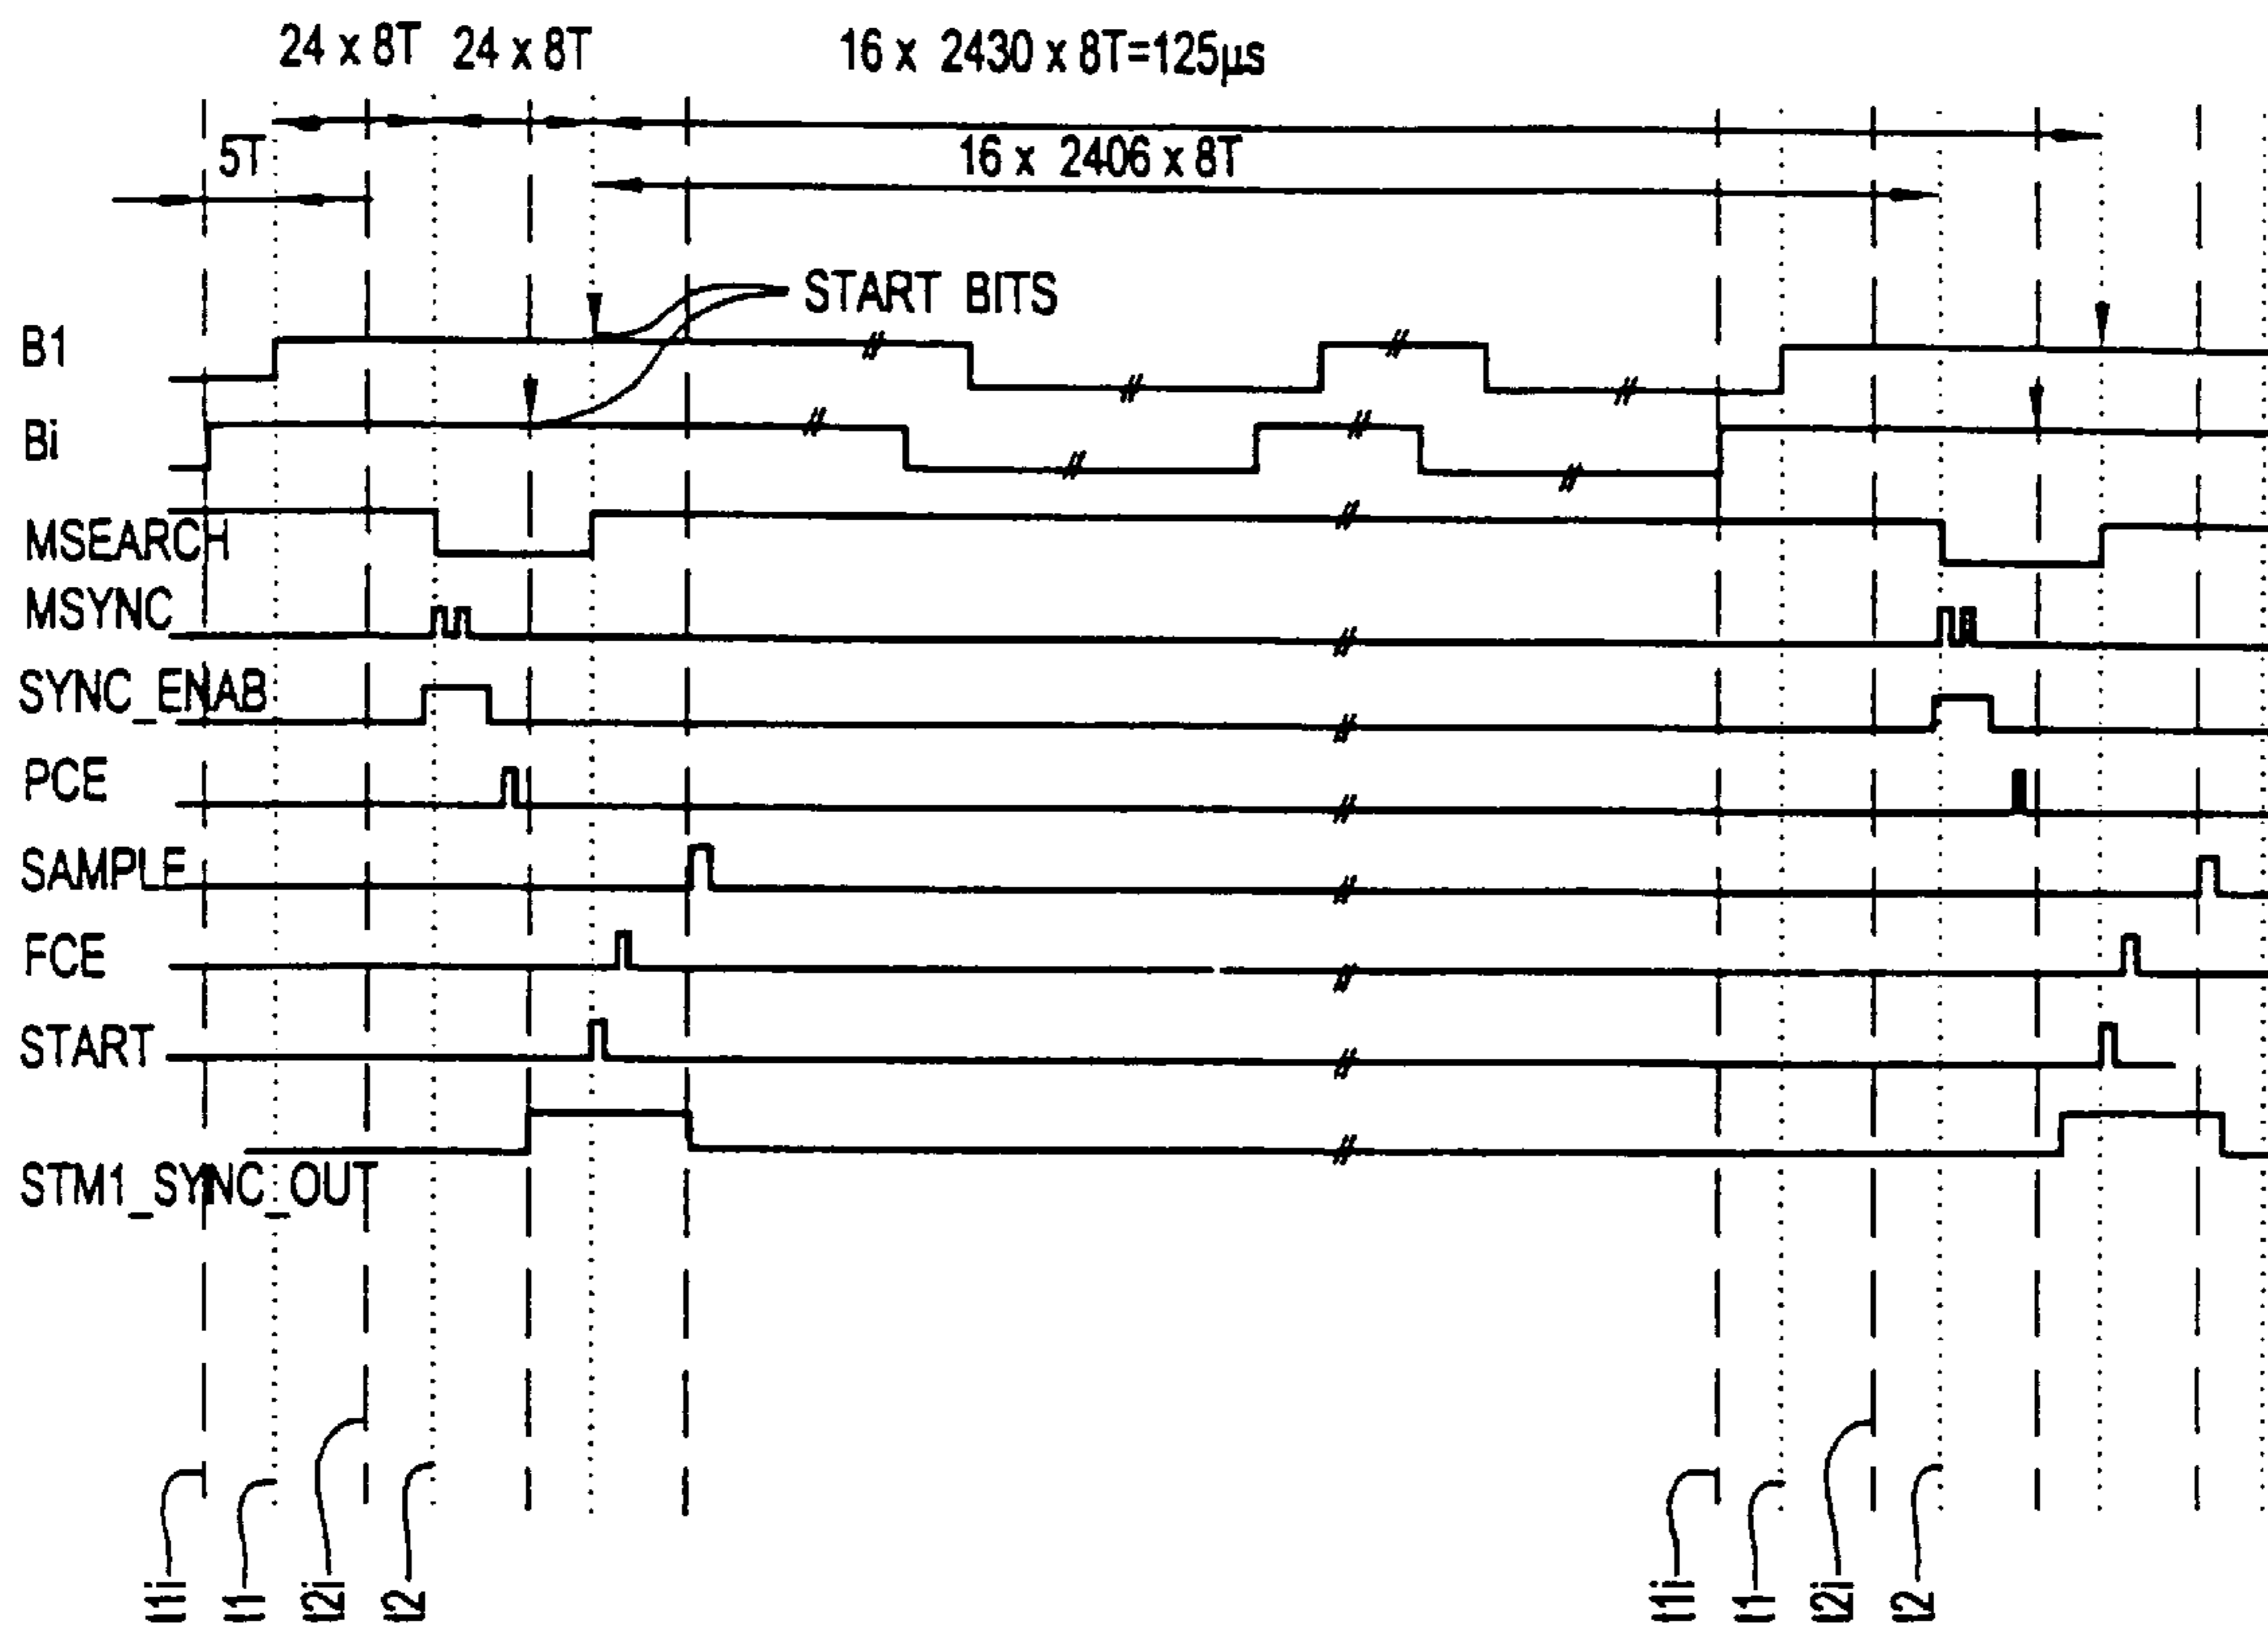 24 x 8T 24 x 8T 16 x 2430 x 8T=125µs
5T 16 x 2406 x 8T
START BITS
B1
Bi
MSEARCH
MSYNC
SYNC_ENAB
PCE
SAMPLE
FCE
START
STM1_SYNC_OUT
t1i t1 t2i t2 t1i t1 t2i t2